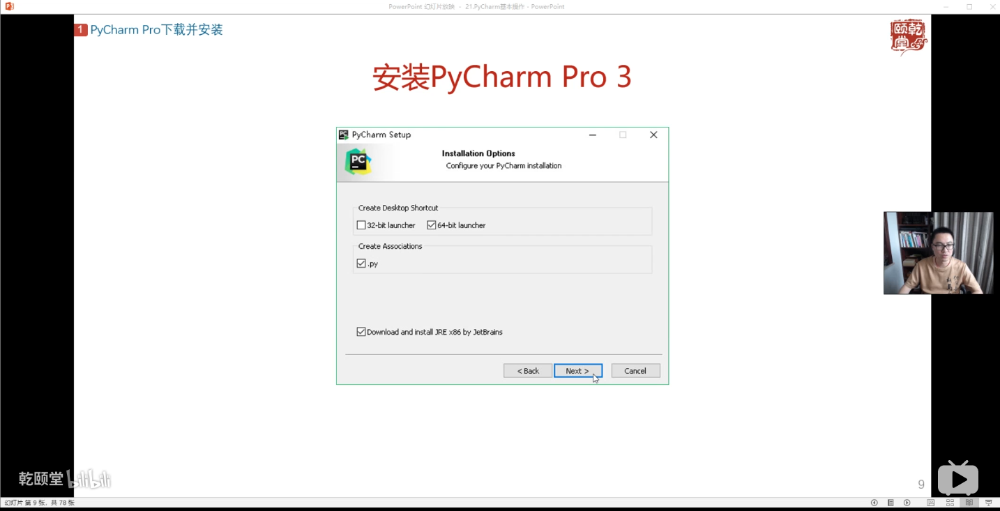 PowerPoint 幻灯片放映 - 21.PyCharm基本操作 - PowerPoint
1 PyCharm Pro下载并安装
颐乾堂
安装PyCharm Pro 3
PC PyCharm Setup
PC
Installation Options
Configure your PyCharm installation
Create Desktop Shortcut
32-bit launcher 64-bit launcher
Create Associations
.py
Download and install JRE x86 by JetBrains
< Back Next > Cancel
乾颐堂 bilibili
9
幻灯片 第 9 张，共 78 张